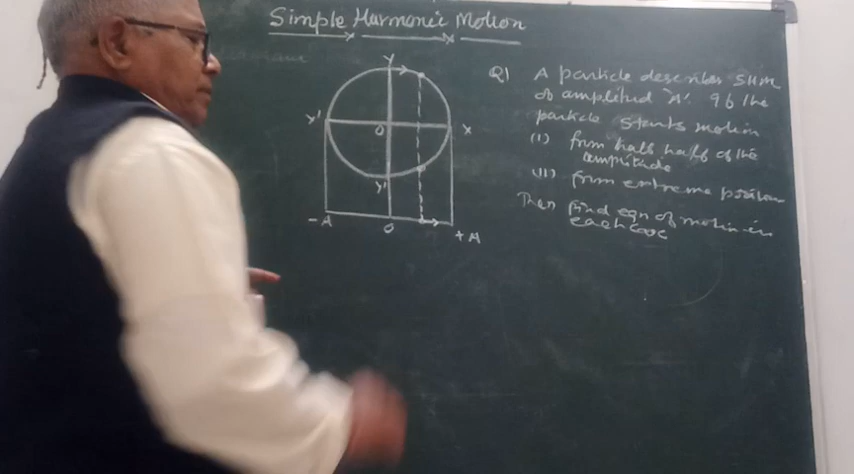 Simple Harmonic Motion
Y
X'
O
X
Y'
-A
O
+A
Q1 A particle describes SHM
of amplitud 'A'. If the
particle starts motion
(I) from half half of the
amplitude
(II) from extreme position
Then find eqn of motion in
each case